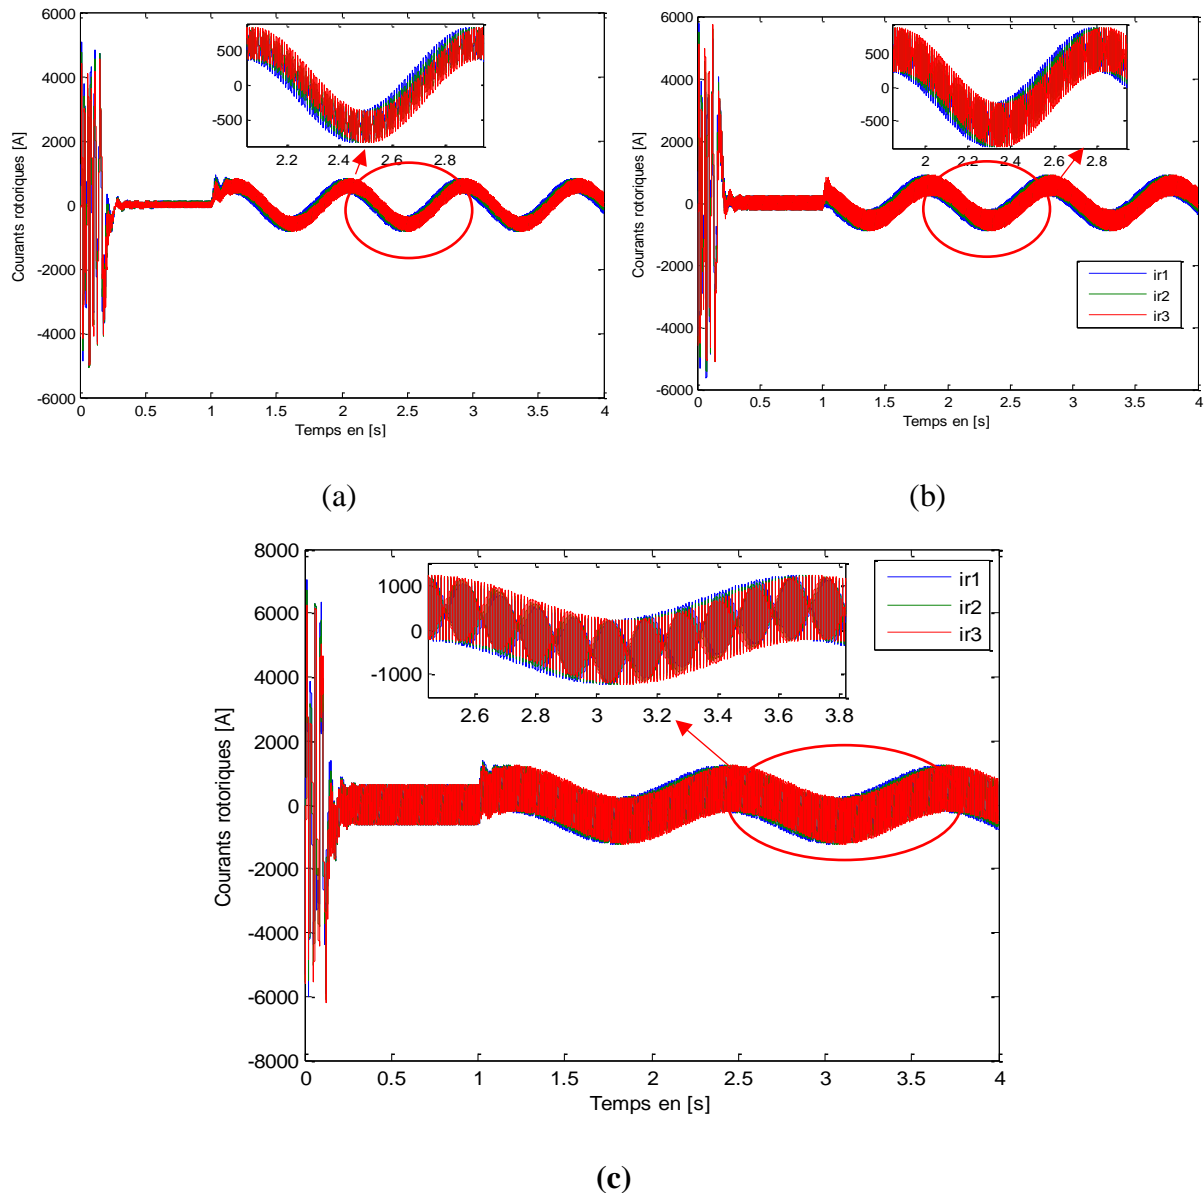 6000
4000
2000
0
-2000
-4000
-6000
Courants rotoriques [A]
500
0
-500
2.2 2.4 2.6 2.8
0 0.5 1 1.5 2 2.5 3 3.5 4
Temps en [s]
(a)
6000
4000
2000
0
-2000
-4000
-6000
Courants rotoriques [A]
500
0
-500
2 2.2 2.4 2.6 2.8
ir1
ir2
ir3
0 0.5 1 1.5 2 2.5 3 3.5 4
Temps en [s]
(b)
8000
6000
4000
2000
0
-2000
-4000
-6000
-8000
Courants rotoriques [A]
1000
0
-1000
2.6 2.8 3 3.2 3.4 3.6 3.8
ir1
ir2
ir3
0 0.5 1 1.5 2 2.5 3 3.5 4
Temps en [s]
(c)